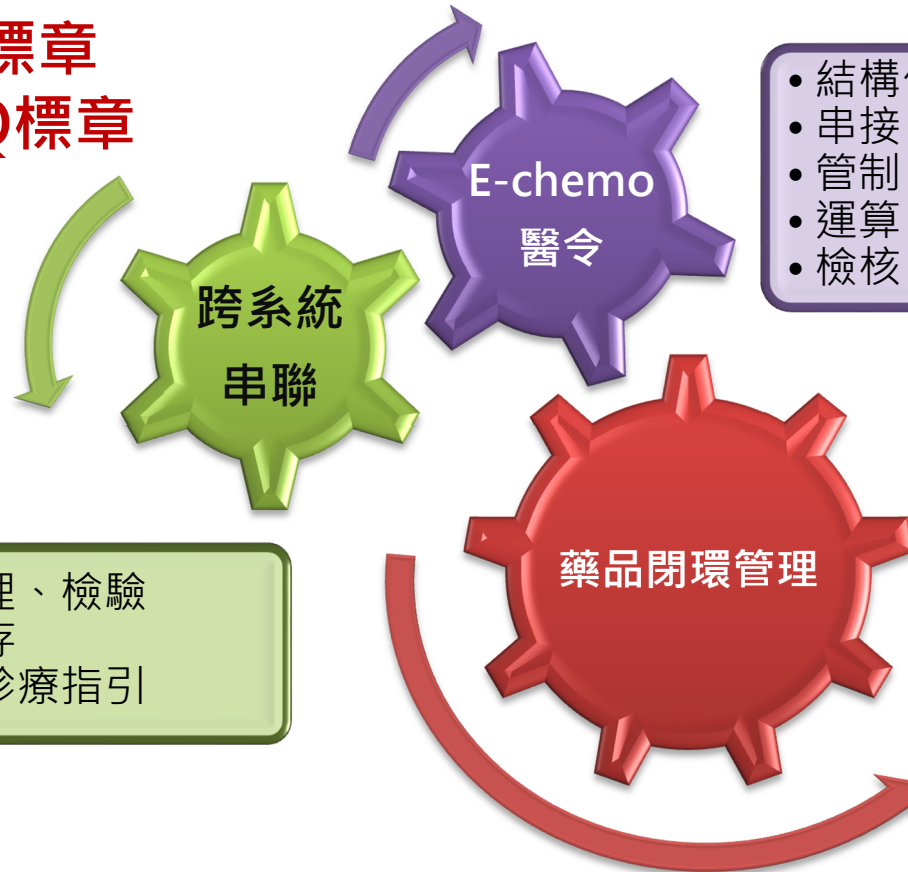 標章
Q標章
E-chemo
醫令
• 結構
• 串接
• 管制
• 運算
• 檢核
跨系統
串聯
藥品閉環管理
理、檢驗
存
診療指引